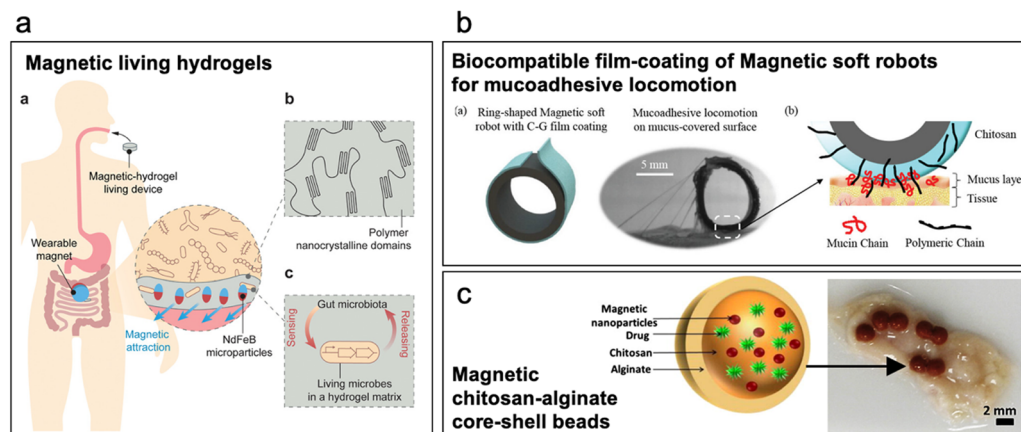 a
Magnetic living hydrogels
a
Magnetic-hydrogel
living device
Wearable
magnet
Magnetic
attraction
NdFeB
microparticles
b
Polymer
nanocrystalline domains
c
Gut microbiota
Sensing
Releasing
Living microbes
in a hydrogel matrix
b
Biocompatible film-coating of Magnetic soft robots
for mucoadhesive locomotion
(a)
Ring-shaped Magnetic soft
robot with C-G film coating
Mucoadhesive locomotion
on mucus-covered surface
5 mm
(b)
Chitosan
Mucus layer
Tissue
Mucin Chain
Polymeric Chain
c
Magnetic
chitosan-alginate
core-shell beads
Magnetic
nanoparticles
Drug
Chitosan
Alginate
2 mm